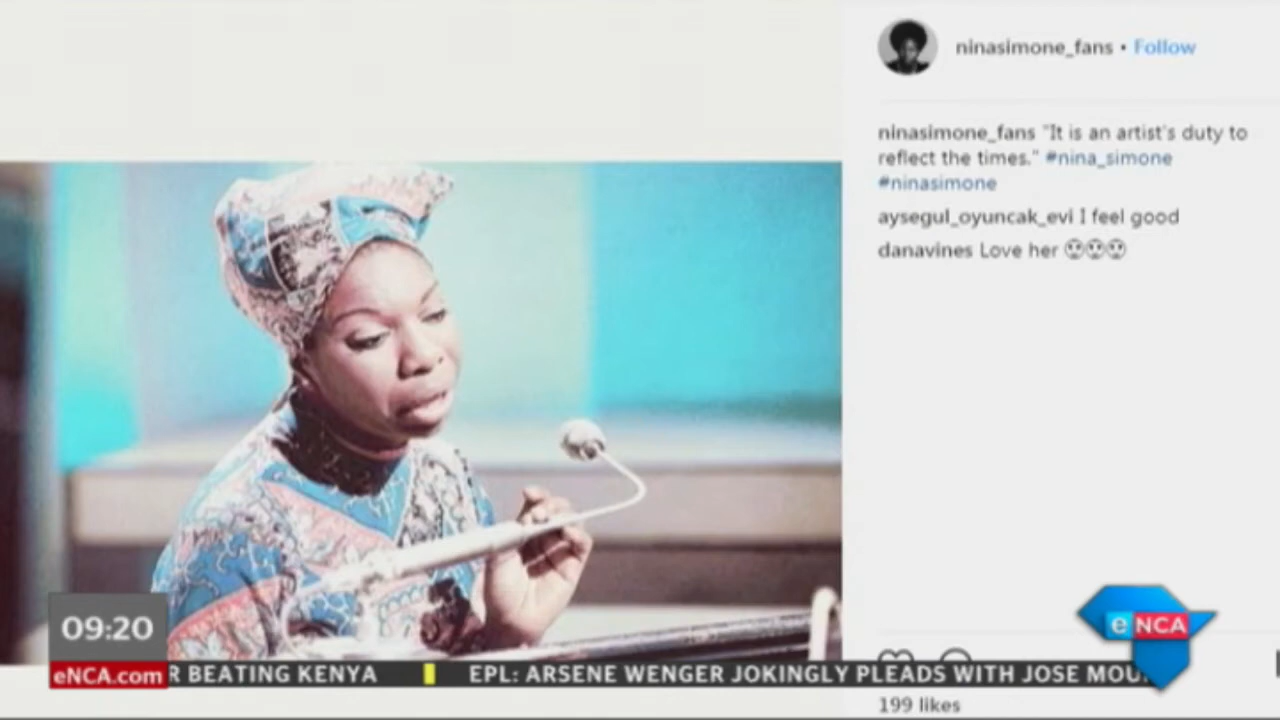 ninasimone_fans • Follow
ninasimone_fans "It is an artist's duty to
reflect the times." #nina_simone
#ninasimone
aysegul_oyuncak_evi I feel good
danavines Love her 😍😍😍
09:20
eNCA
eNCA.com
R BEATING KENYA EPL: ARSENE WENGER JOKINGLY PLEADS WITH JOSE MOU
199 likes